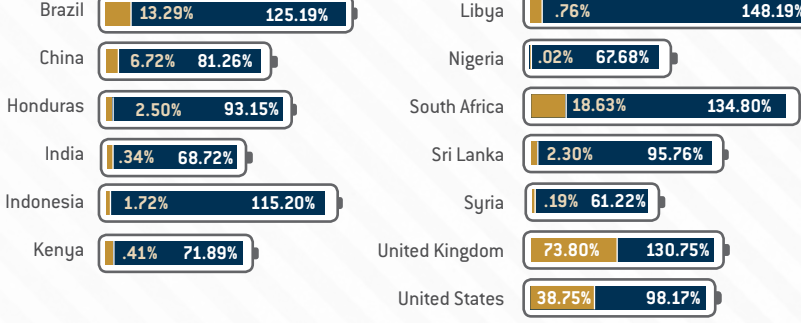 Brazil 13.29% 125.19%
China 6.72% 81.26%
Honduras 2.50% 93.15%
India .34% 68.72%
Indonesia 1.72% 115.20%
Kenya .41% 71.89%
Libya .76% 148.19%
Nigeria .02% 67.68%
South Africa 18.63% 134.80%
Sri Lanka 2.30% 95.76%
Syria .19% 61.22%
United Kingdom 73.80% 130.75%
United States 38.75% 98.17%